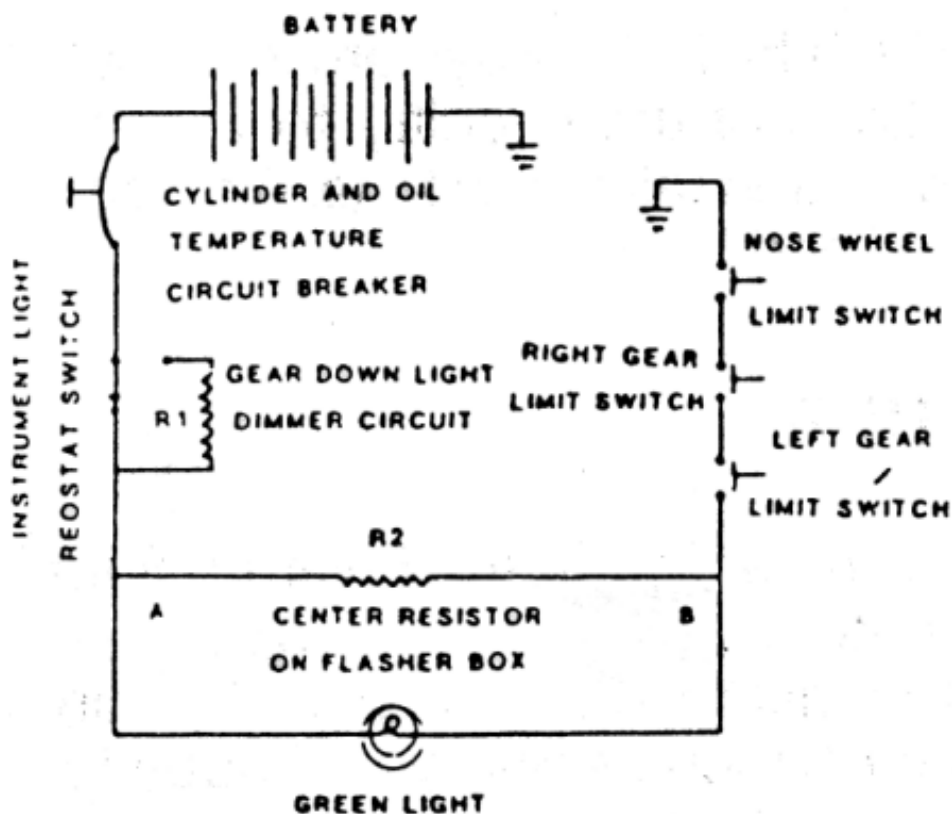 BATTERY
CYLINDER AND OIL
TEMPERATURE
CIRCUIT BREAKER
NOSE WHEEL
LIMIT SWITCH
INSTRUMENT LIGHT
REOSTAT SWITCH
R1
GEAR DOWN LIGHT
DIMMER CIRCUIT
RIGHT GEAR
LIMIT SWITCH
LEFT GEAR
LIMIT SWITCH
R2
A
CENTER RESISTOR
ON FLASHER BOX
B
GREEN LIGHT